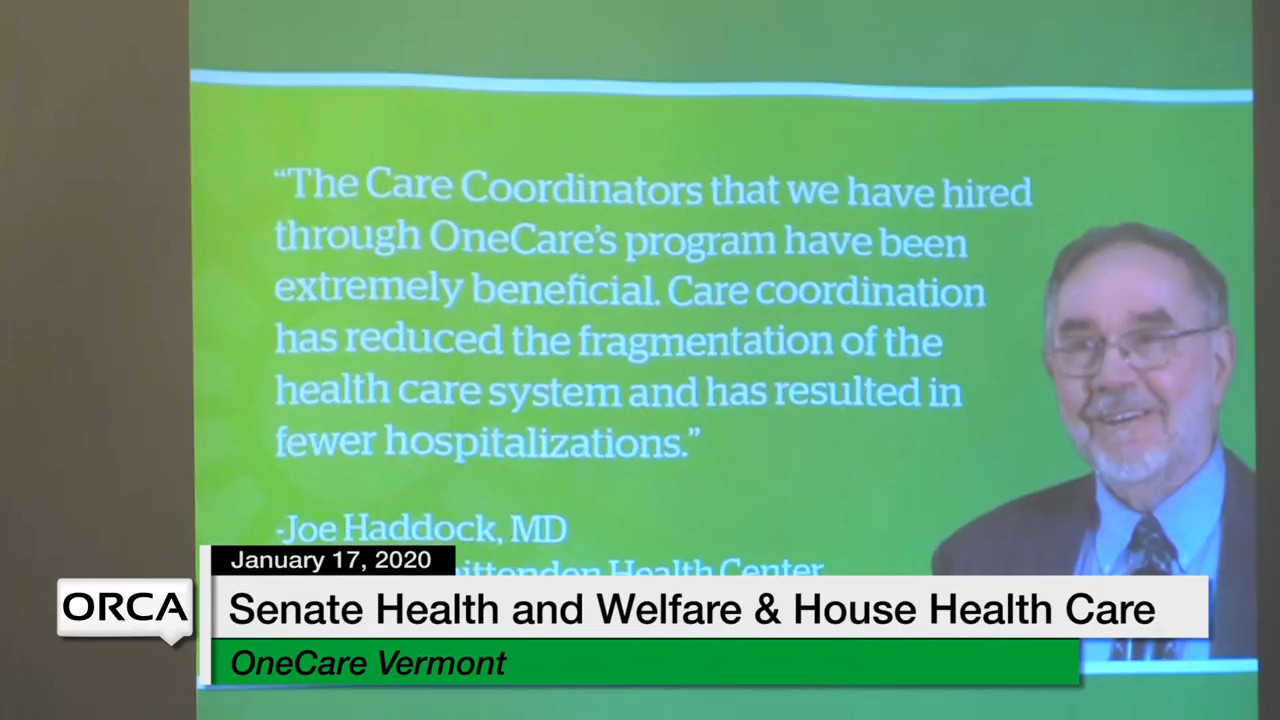 “The Care Coordinators that we have hired
through OneCare’s program have been
extremely beneficial. Care coordination
has reduced the fragmentation of the
health care system and has resulted in
fewer hospitalizations.”
-Joe Haddock, MD
Health Center
January 17, 2020
ORCA
Senate Health and Welfare & House Health Care
OneCare Vermont